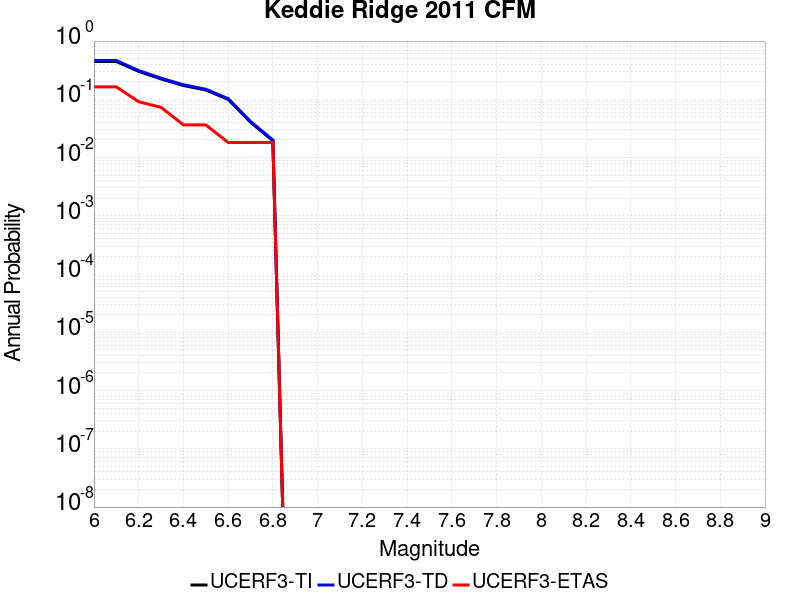 Keddie Ridge 2011 CFM
10^0
10^-1
10^-2
10^-3
10^-4
10^-5
10^-6
10^-7
10^-8
Annual Probability
6 6.2 6.4 6.6 6.8 7 7.2 7.4 7.6 7.8 8 8.2 8.4 8.6 8.8 9
Magnitude
UCERF3-TI UCERF3-TD UCERF3-ETAS